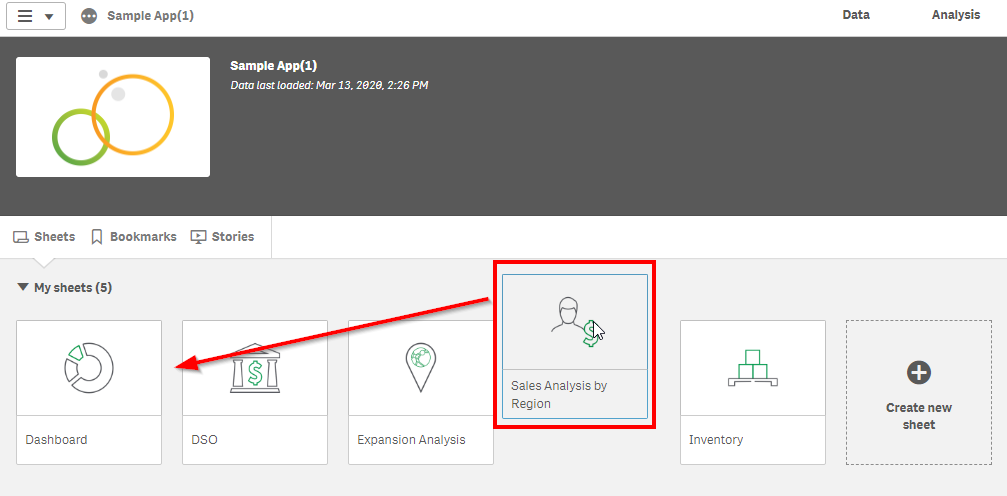 Sample App(1)
Data
Analysis
Sample App(1)
Data last loaded: Mar 13, 2020, 2:26 PM
Sheets
Bookmarks
Stories
My sheets (5)
Dashboard
DSO
Expansion Analysis
Sales Analysis by
Region
Inventory
Create new
sheet